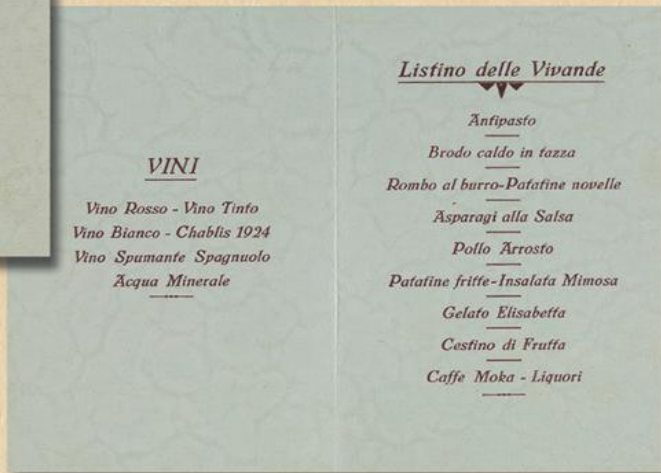 VINI
Vino Rosso - Vino Tinto
Vino Bianco - Chablis 1924
Vino Spumante Spagnuolo
Acqua Minerale
Listino delle Vivande
Antipasto
Brodo caldo in tazza
Rombo al burro-Patatine novelle
Asparagi alla Salsa
Pollo Arrosto
Patatine fritte-Insalata Mimosa
Gelato Elisabetta
Cestino di Frutta
Caffe Moka - Liquori